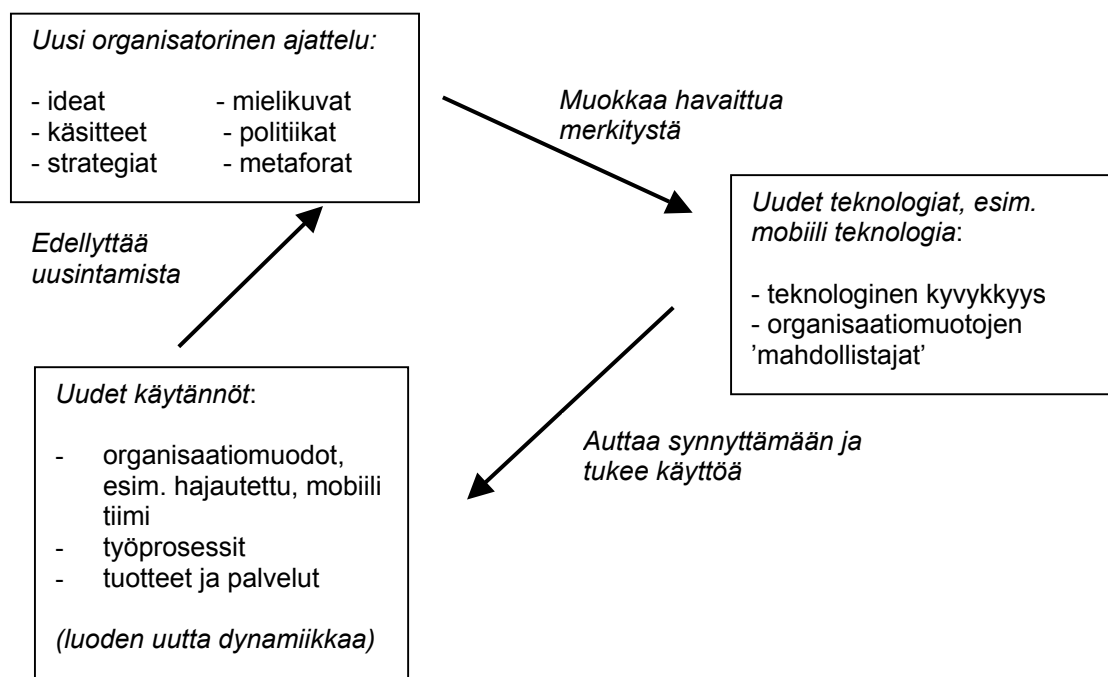 Uusi organisatorinen ajattelu:
- ideat - mielikuvat
- käsitteet - politiikat
- strategiat - metaforat
Muokkaa havaittua
merkitystä
Uudet teknologiat, esim.
mobiili teknologia:
- teknologinen kyvykkyys
- organisaatiomuotojen
’mahdollistajat’
Auttaa synnyttämään ja
tukee käyttöä
Uudet käytännöt:
- organisaatiomuodot,
esim. hajautettu, mobiili
tiimi
- työprosessit
- tuotteet ja palvelut
(luoden uutta dynamiikkaa)
Edellyttää
uusintamista